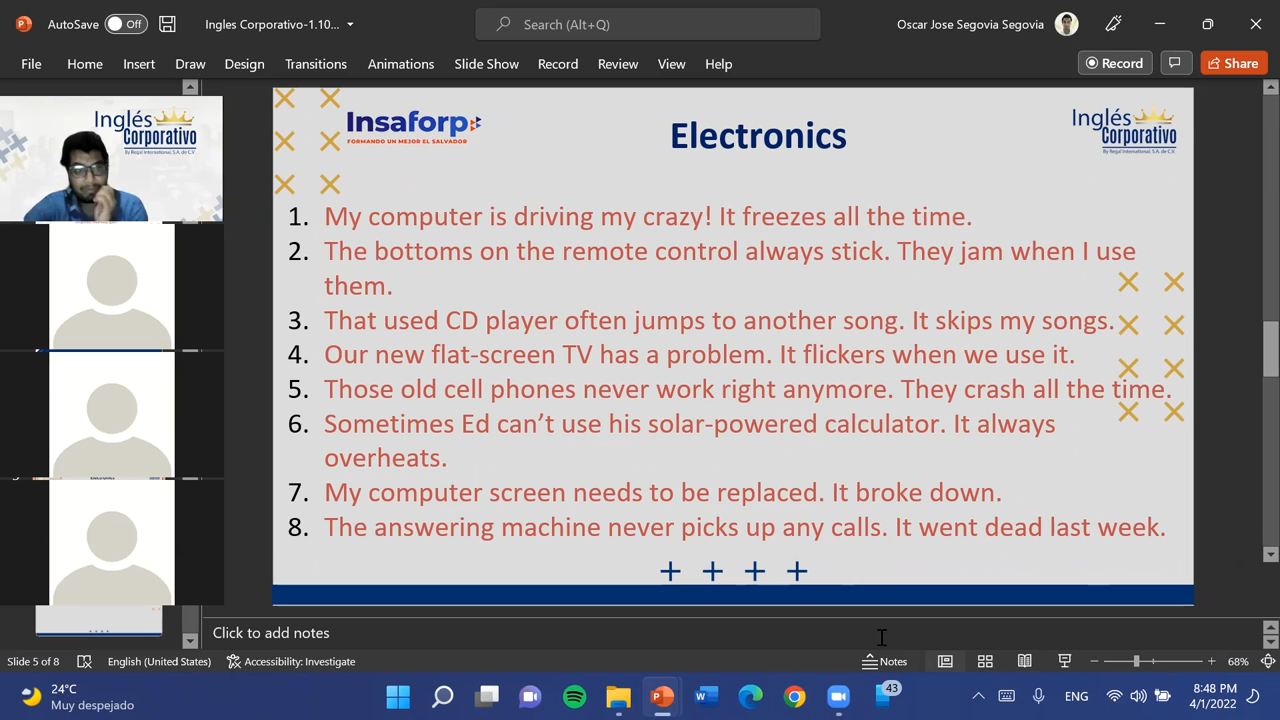 AutoSave Off Ingles Corporativo-1.10... Search (Alt+Q) Oscar Jose Segovia Segovia
File Home Insert Draw Design Transitions Animations Slide Show Record Review View Help Record Share
Inglés
Corporativo
By Regal International, S.A. de C.V.
Insaforp
FORMANDO UN MEJOR EL SALVADOR
Electronics
Inglés
Corporativo
By Regal International, S.A. de C.V.
1. My computer is driving my crazy! It freezes all the time.
2. The bottoms on the remote control always stick. They jam when I use
them.
3. That used CD player often jumps to another song. It skips my songs.
4. Our new flat-screen TV has a problem. It flickers when we use it.
5. Those old cell phones never work right anymore. They crash all the time.
6. Sometimes Ed can’t use his solar-powered calculator. It always
overheats.
7. My computer screen needs to be replaced. It broke down.
8. The answering machine never picks up any calls. It went dead last week.
Click to add notes
Slide 5 of 8 English (United States) Accessibility: Investigate Notes 68%
24°C
Muy despejado
43
ENG
8:48 PM
4/1/2022